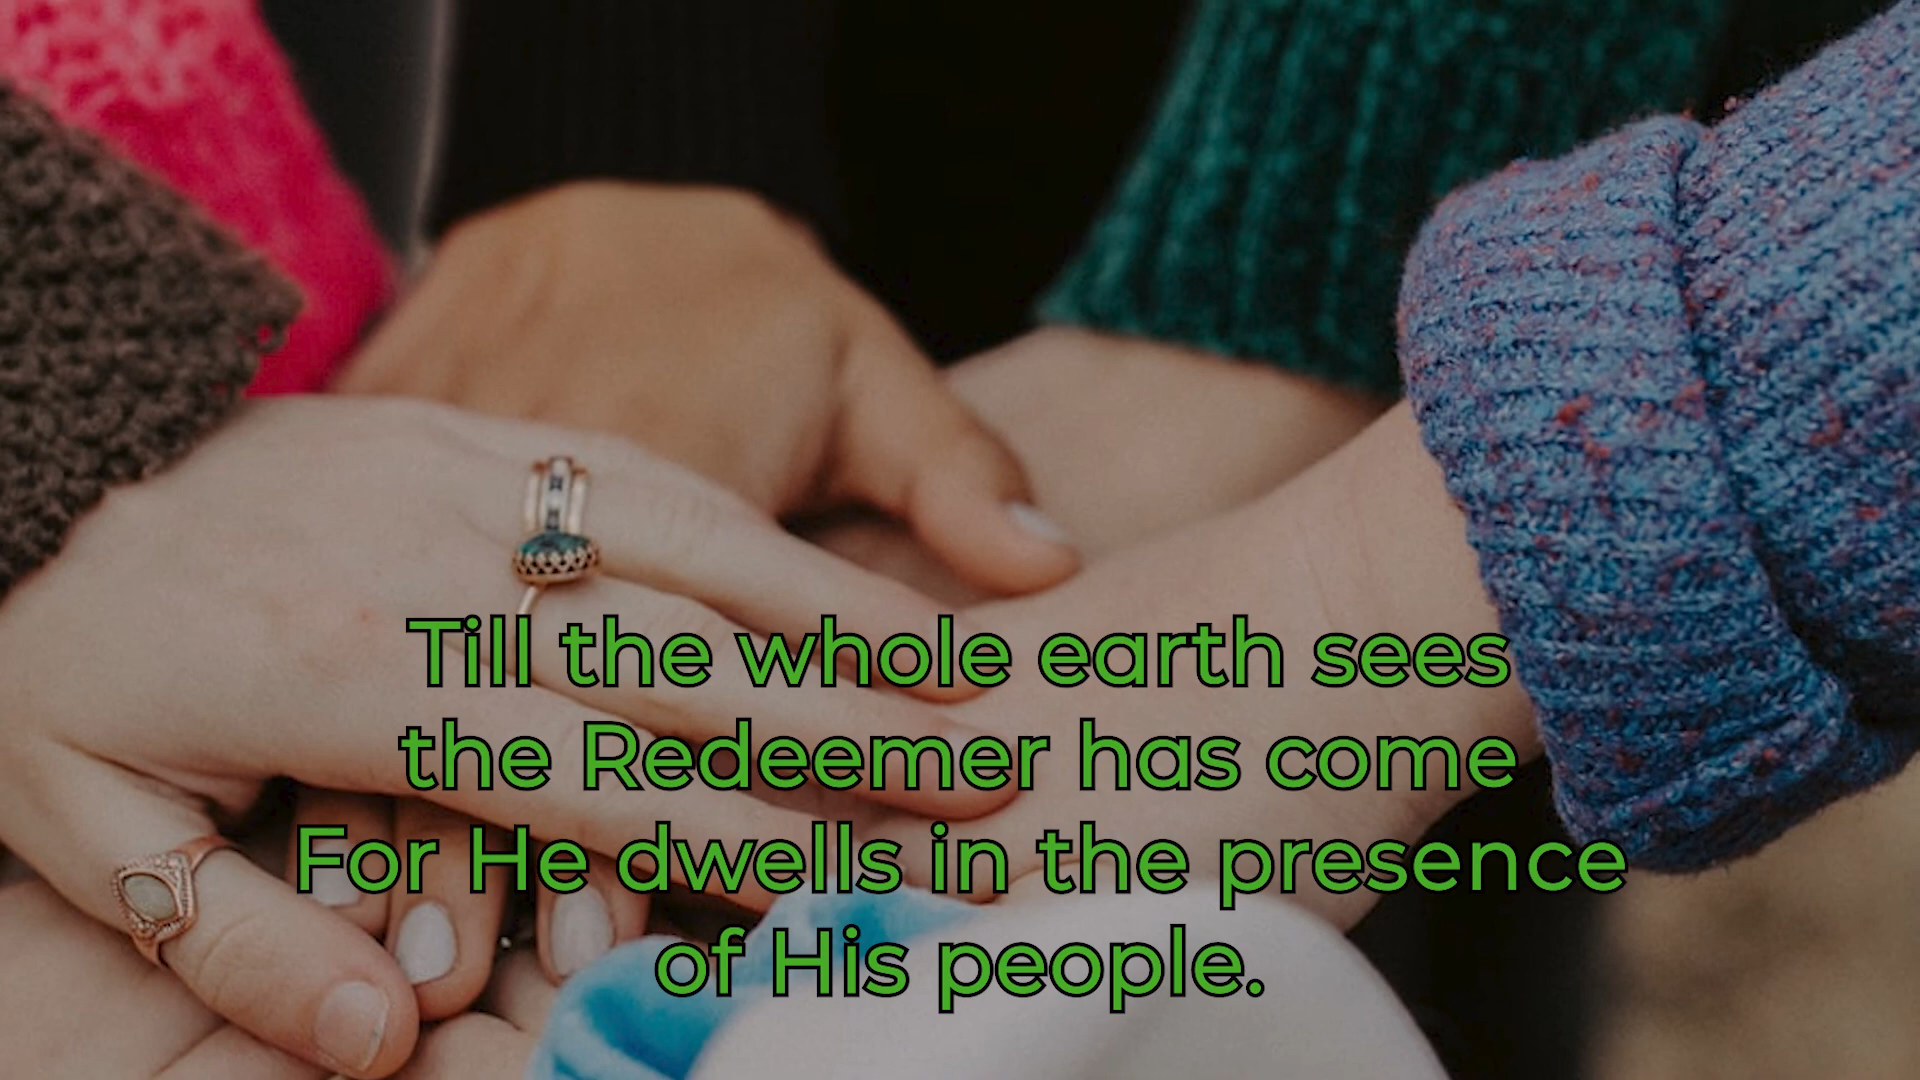 Till the whole earth sees
the Redeemer has come
For He dwells in the presence
of His people.